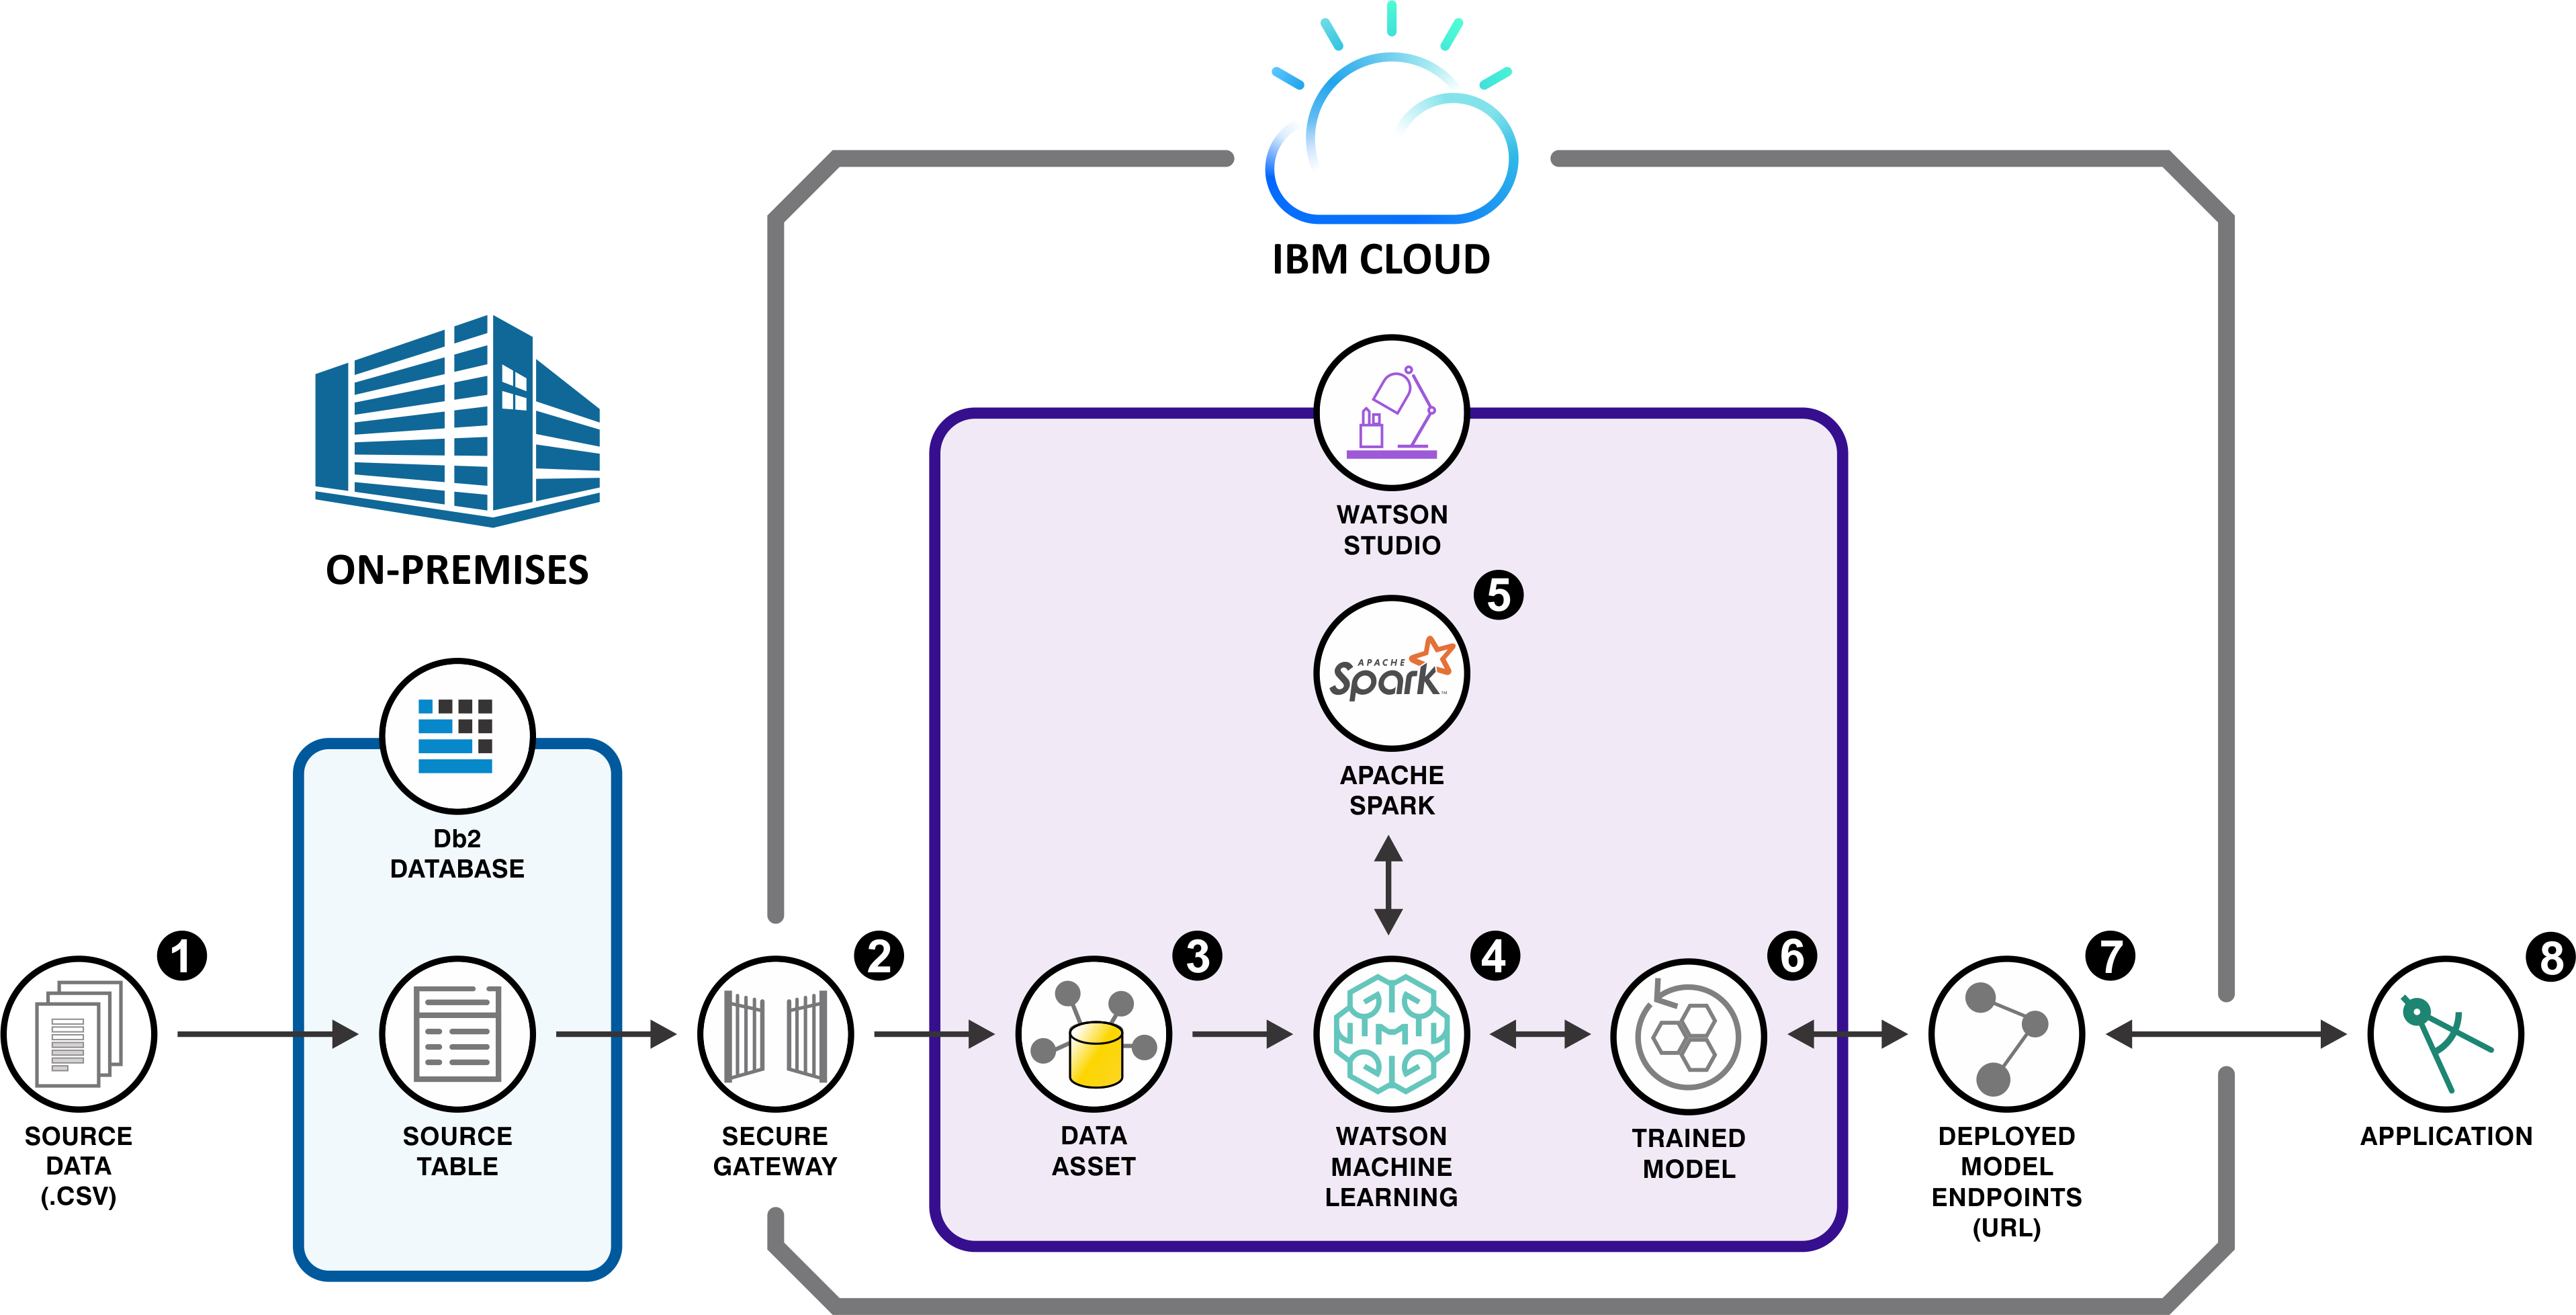 IBM CLOUD
ON-PREMISES
WATSON
STUDIO
5
APACHE
Spark™
APACHE
SPARK
Db2
DATABASE
1
2
3
4
6
7
8
SOURCE
DATA
(.CSV)
SOURCE
TABLE
SECURE
GATEWAY
DATA
ASSET
WATSON
MACHINE
LEARNING
TRAINED
MODEL
DEPLOYED
MODEL
ENDPOINTS
(URL)
APPLICATION